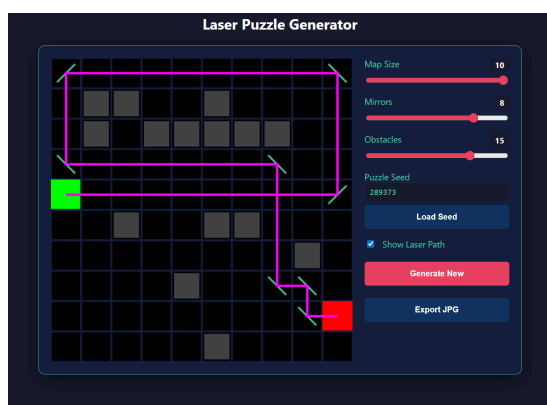 Laser Puzzle Generator
Map Size 10
Mirrors 8
Obstacles 15
Puzzle Seed
289373
Load Seed
Show Laser Path
Generate New
Export JPG